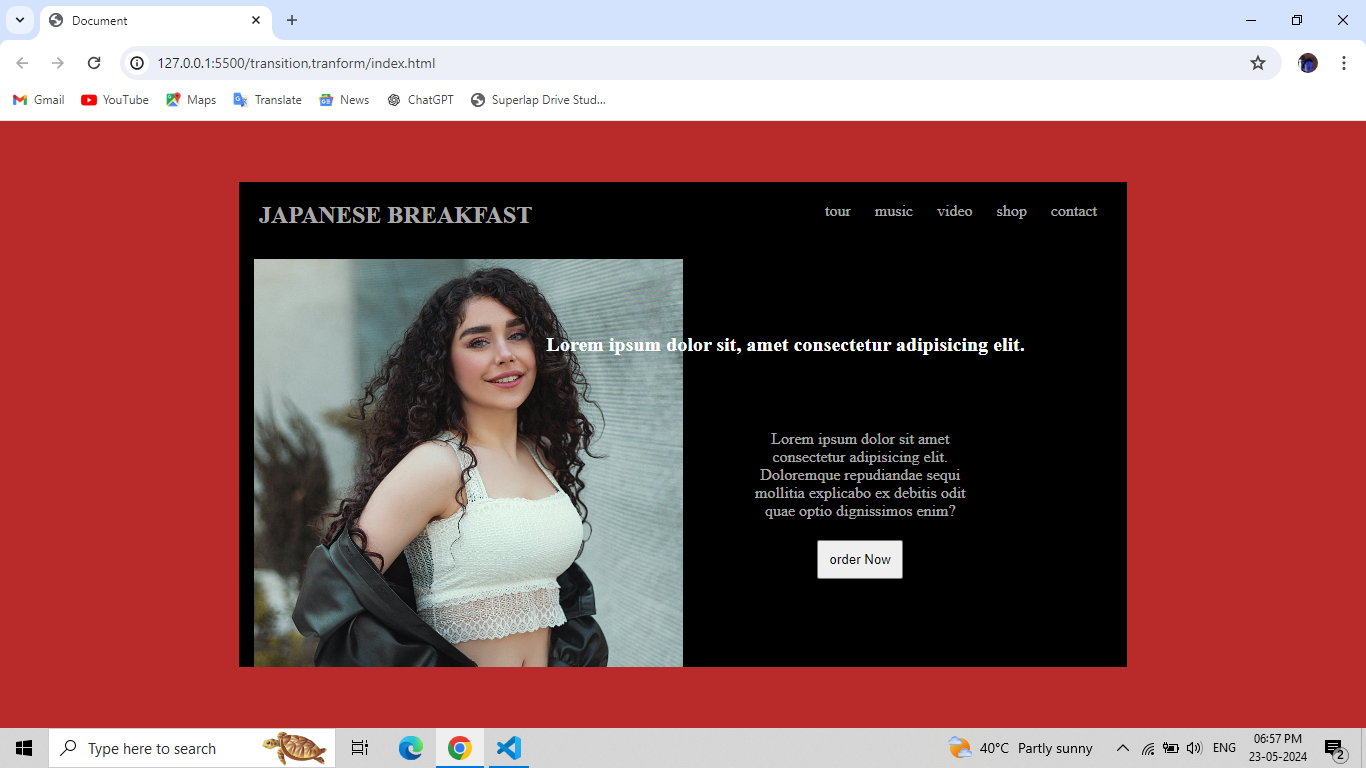 Document
127.0.0.1:5500/transition,tranform/index.html
Gmail YouTube Maps Translate News ChatGPT Superlap Drive Stud...
JAPANESE BREAKFAST
tour music video shop contact
Lorem ipsum dolor sit, amet consectetur adipisicing elit.
Lorem ipsum dolor sit amet
consectetur adipisicing elit.
Doloremque repudiandae sequi
mollitia explicabo ex debitis odit
quae optio dignissimos enim?
order Now
Type here to search
40°C Partly sunny
ENG
06:57 PM
23-05-2024
2